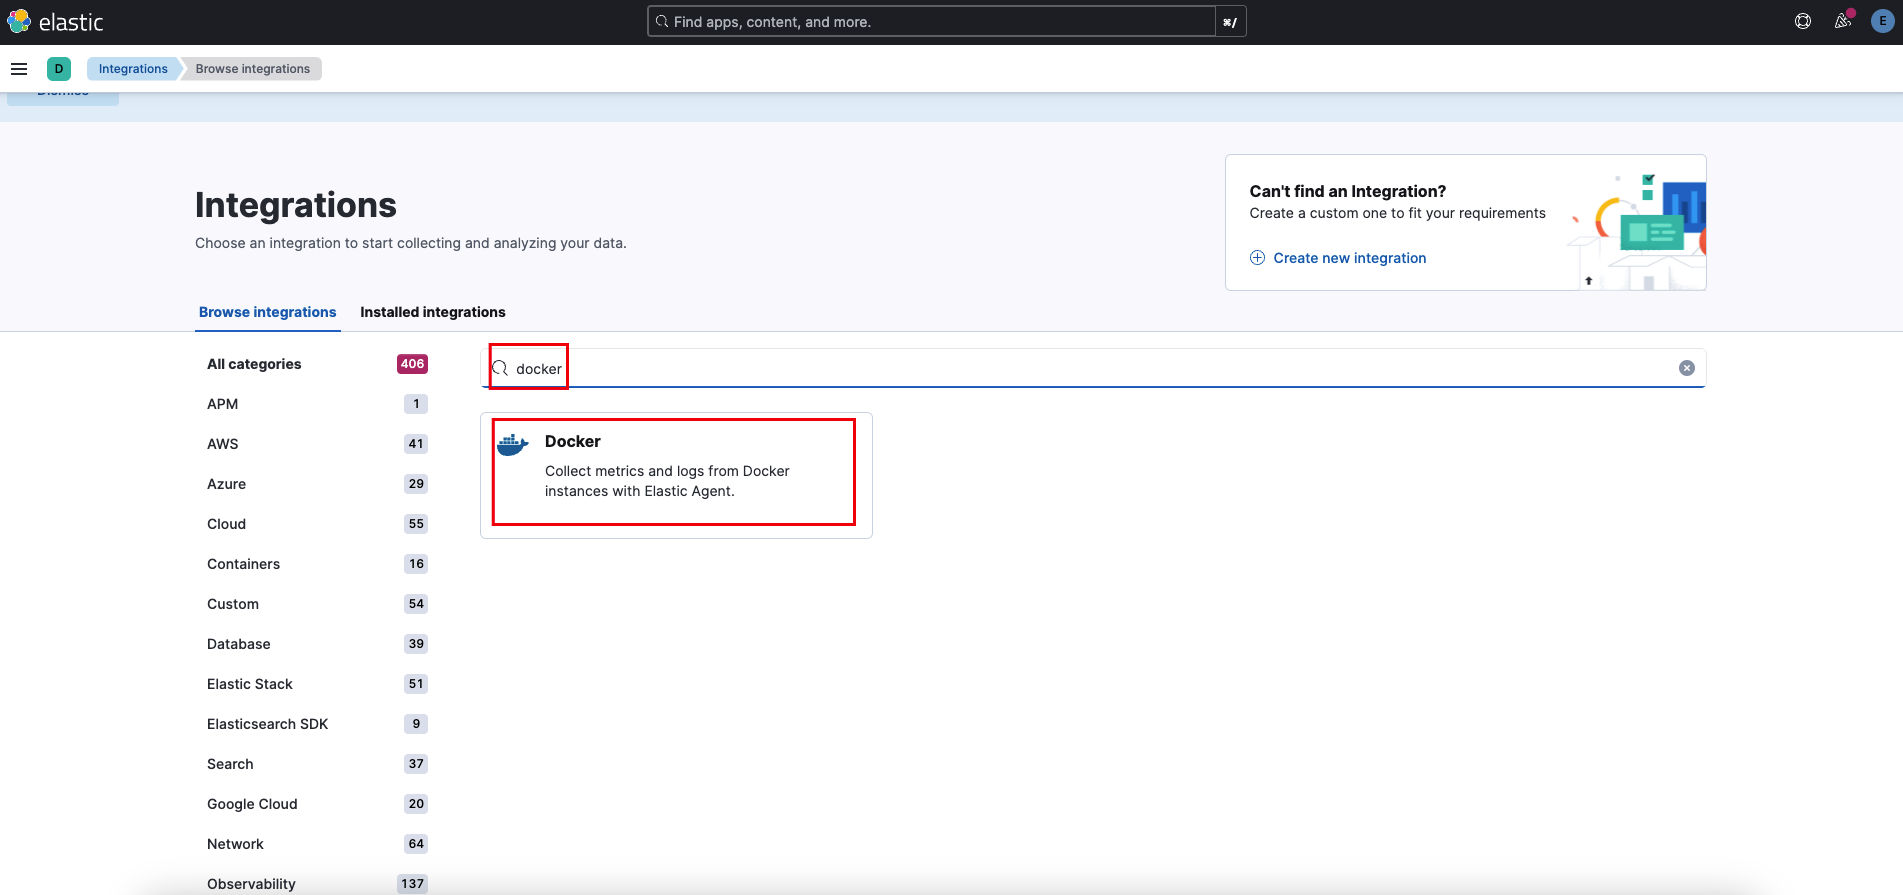 elastic
Find apps, content, and more.
⌘/
E
D
Integrations
Browse integrations
Dismiss
Integrations
Choose an integration to start collecting and analyzing your data.
Can't find an Integration?
Create a custom one to fit your requirements
Create new integration
Browse integrations
Installed integrations
All categories 406
APM 1
AWS 41
Azure 29
Cloud 55
Containers 16
Custom 54
Database 39
Elastic Stack 51
Elasticsearch SDK 9
Search 37
Google Cloud 20
Network 64
Observability 137
docker
Docker
Collect metrics and logs from Docker
instances with Elastic Agent.